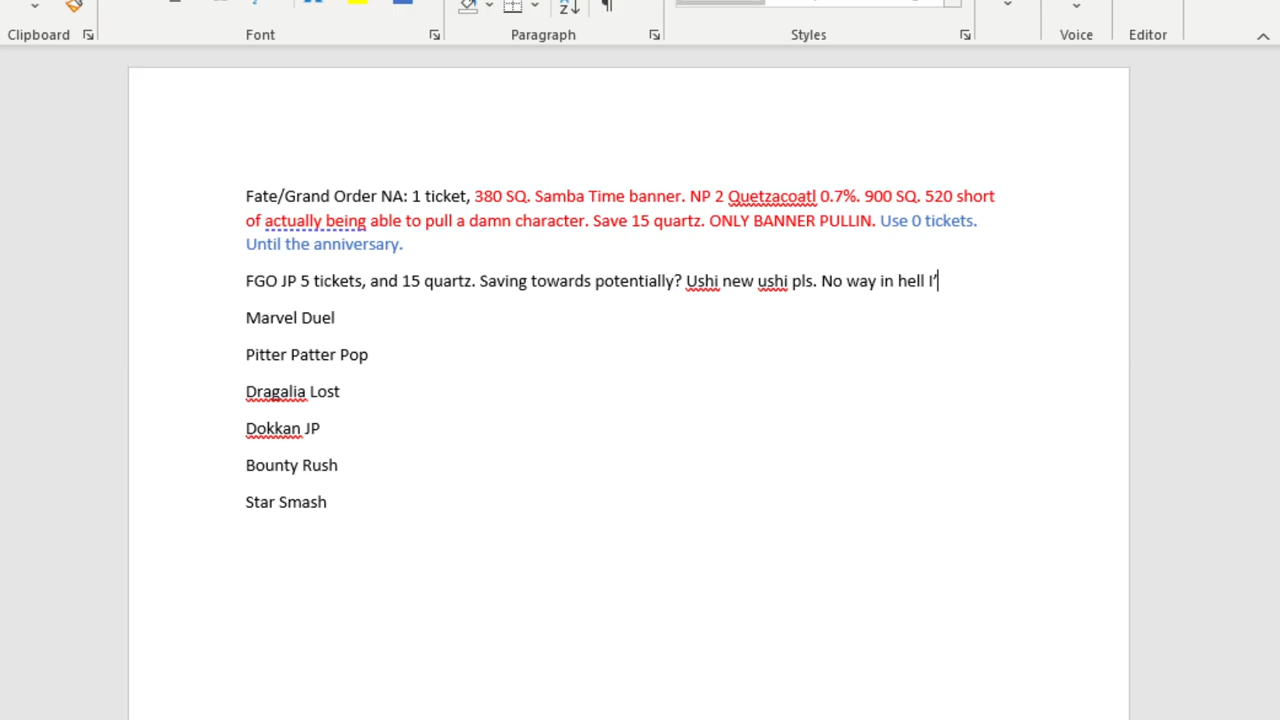 Clipboard Font Paragraph Styles Voice Editor
Fate/Grand Order NA: 1 ticket, 380 SQ. Samba Time banner. NP 2 Quetzacoatl 0.7%. 900 SQ. 520 short
of actually being able to pull a damn character. Save 15 quartz. ONLY BANNER PULLIN. Use 0 tickets.
Until the anniversary.
FGO JP 5 tickets, and 15 quartz. Saving towards potentially? Ushi new ushi pls. No way in hell I’
Marvel Duel
Pitter Patter Pop
Dragalia Lost
Dokkan JP
Bounty Rush
Star Smash